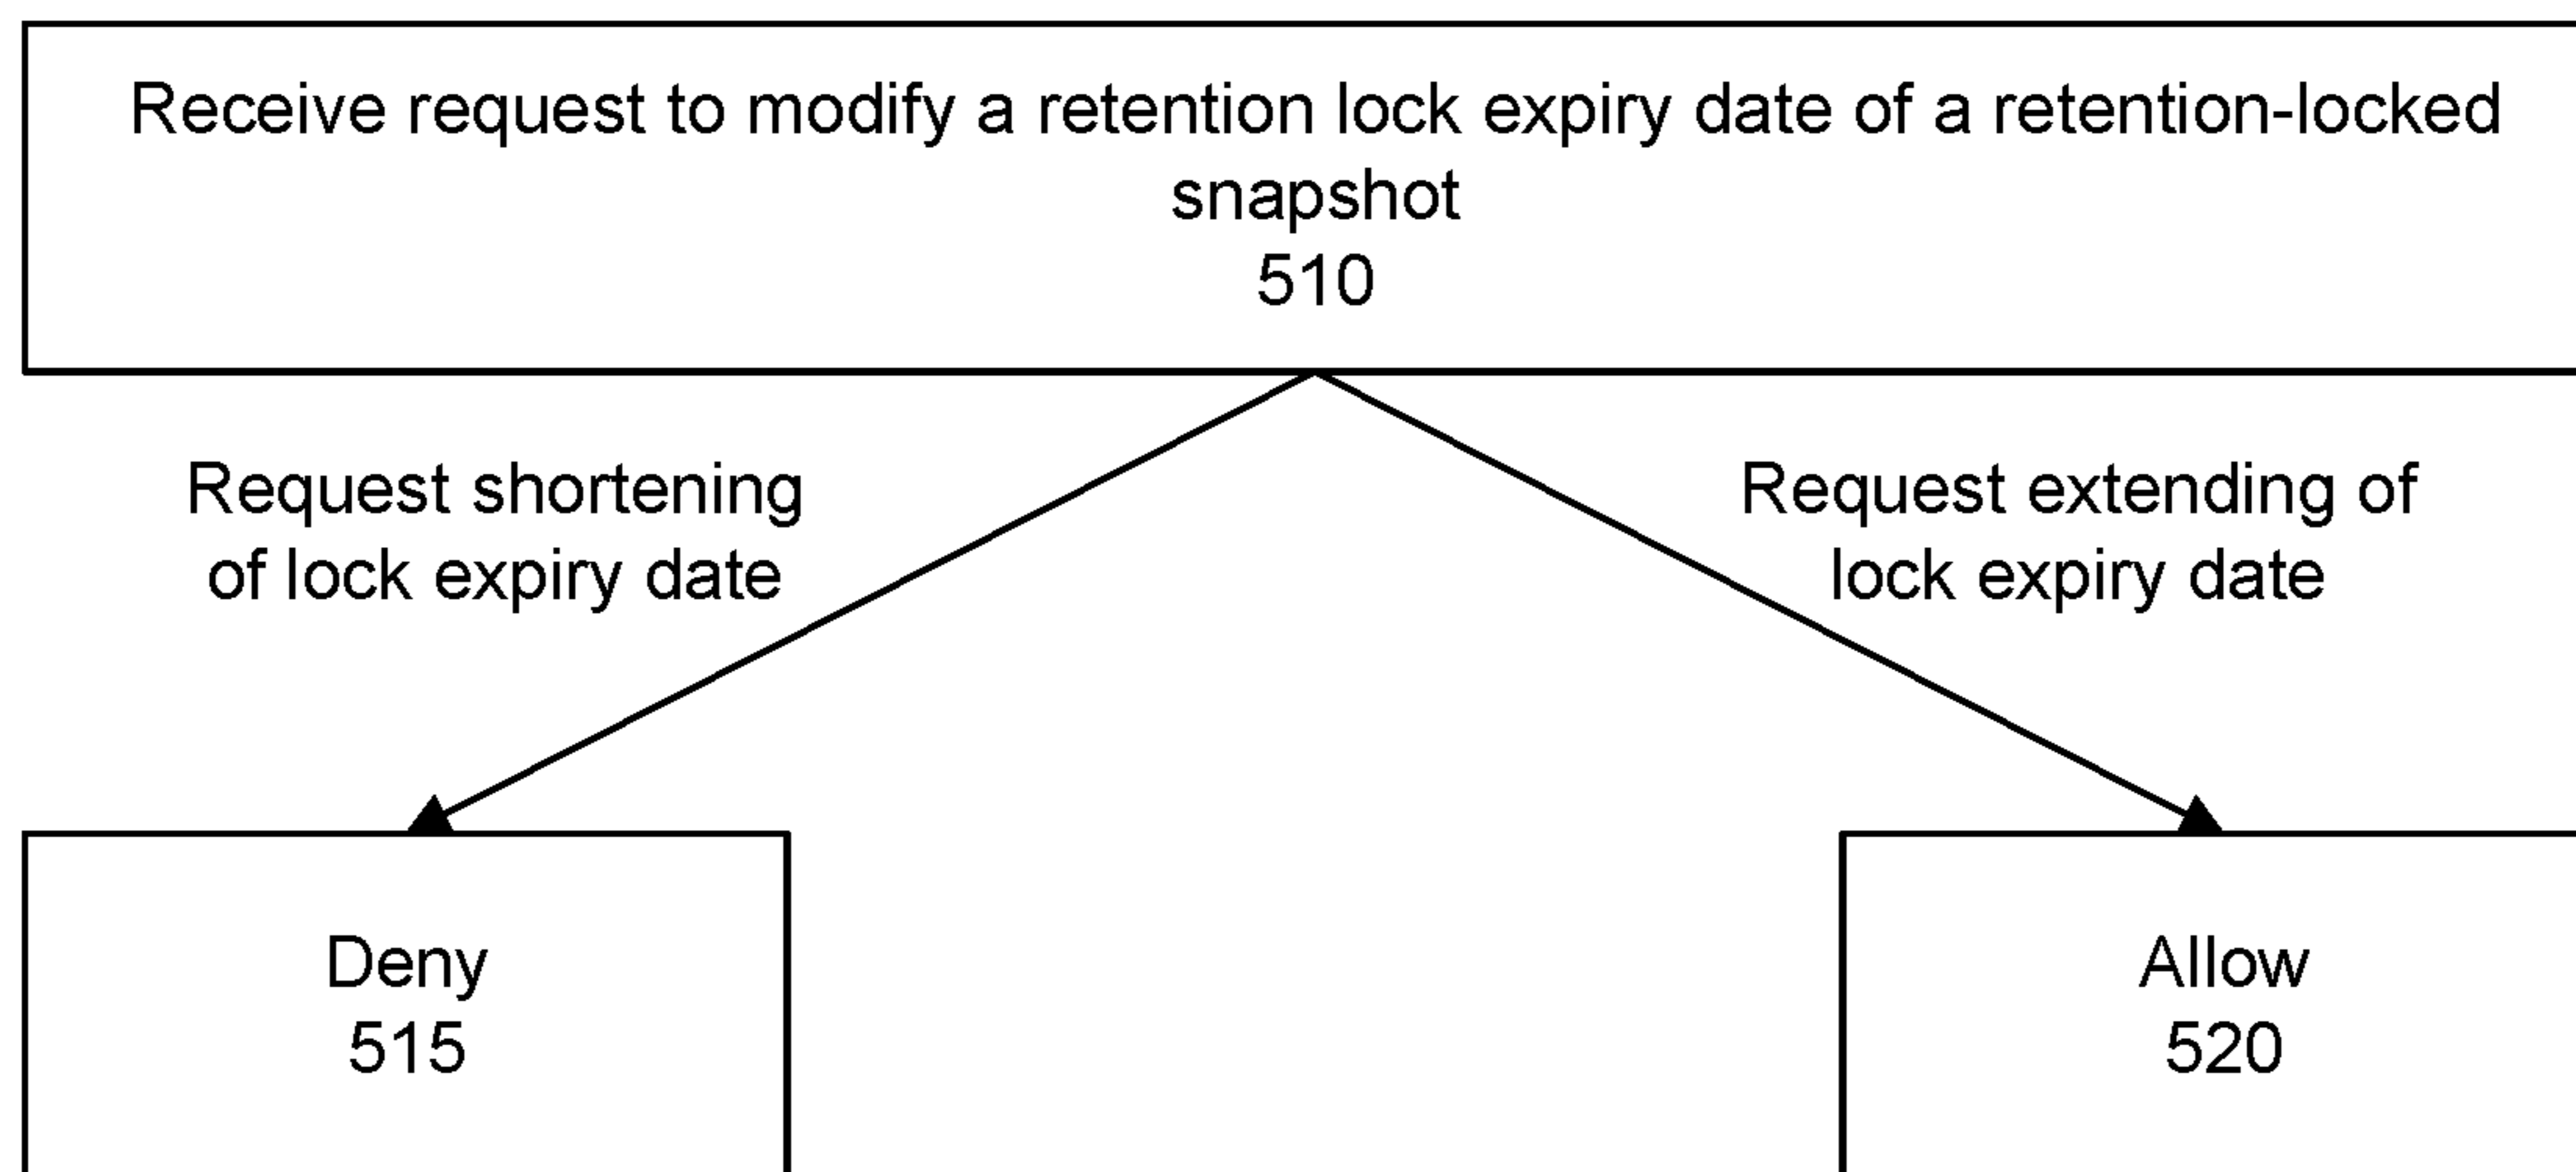 Receive request to modify a retention lock expiry date of a retention-locked
snapshot
510
Request shortening
of lock expiry date
Request extending of
lock expiry date
Deny
515
Allow
520